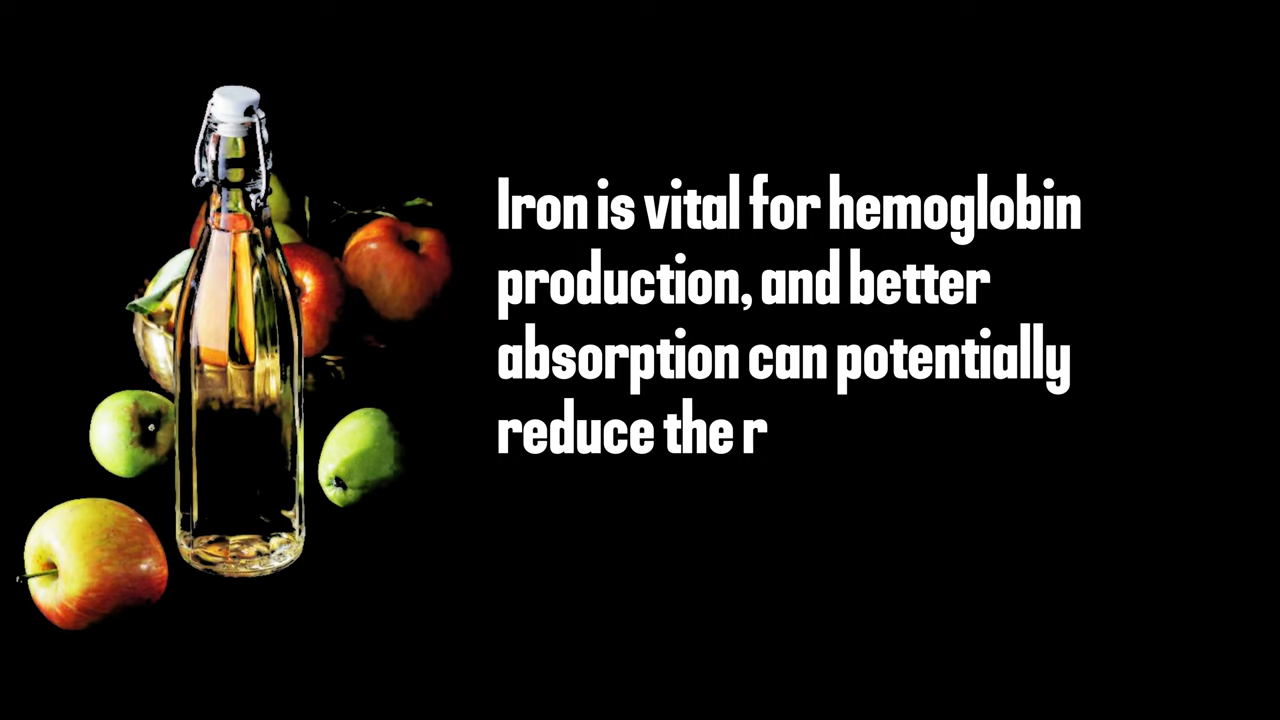 Iron is vital for hemoglobin
production, and better
absorption can potentially
reduce the r